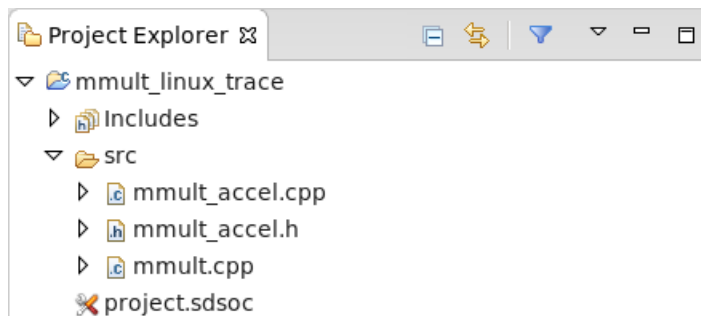 Project Explorer
mmult_linux_trace
Includes
src
mmult_accel.cpp
mmult_accel.h
mmult.cpp
project.sdsoc